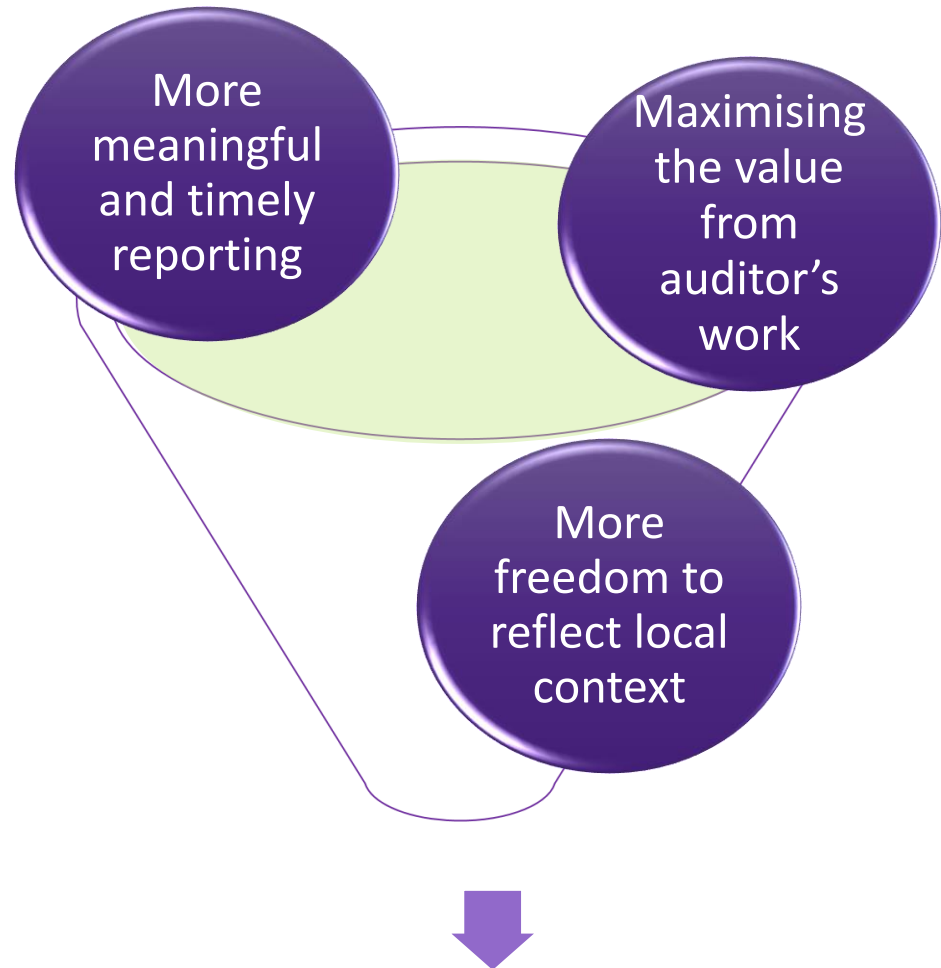 More
meaningful
and timely
reporting
Maximising
the value
from
auditor’s
work
More
freedom to
reflect local
context